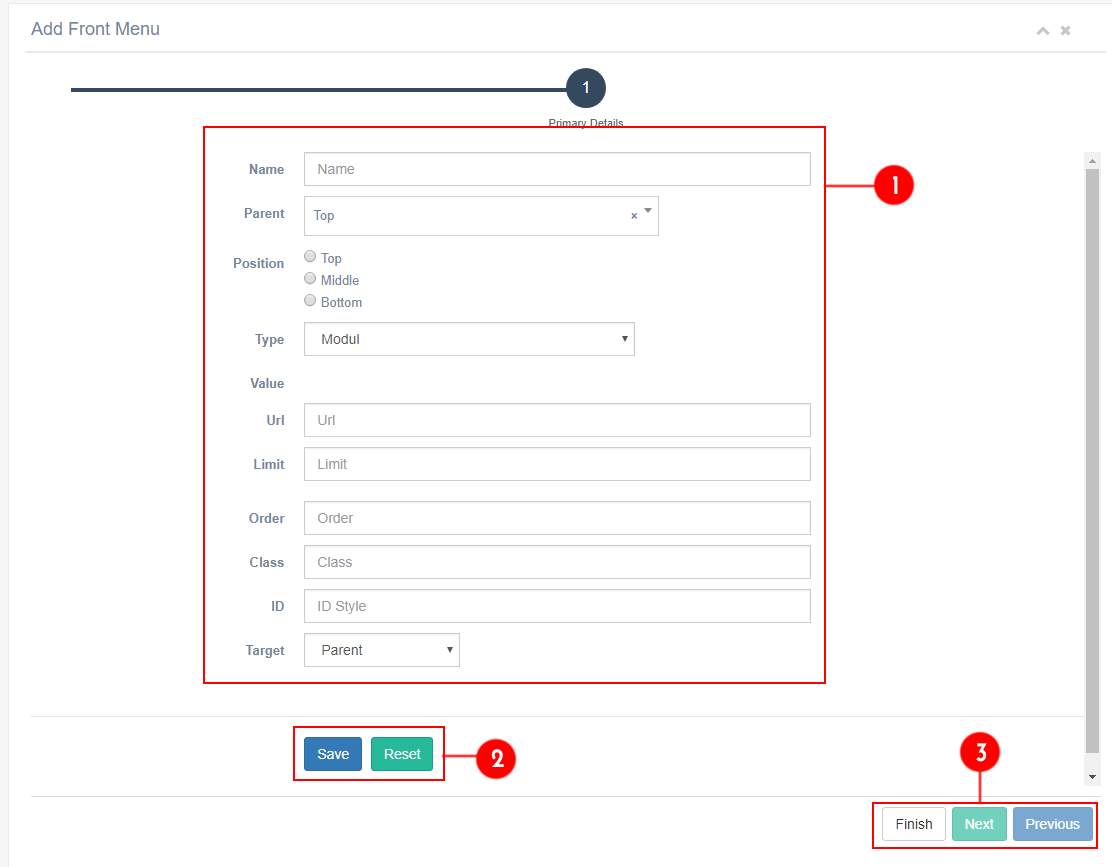 Add Front Menu
1
Primary Details
Name Name
1
Parent Top ×
Position Top
Middle
Bottom
Type Modul
Value
Url Url
Limit Limit
Order Order
Class Class
ID ID Style
Target Parent
Save Reset
2
3
Finish Next Previous